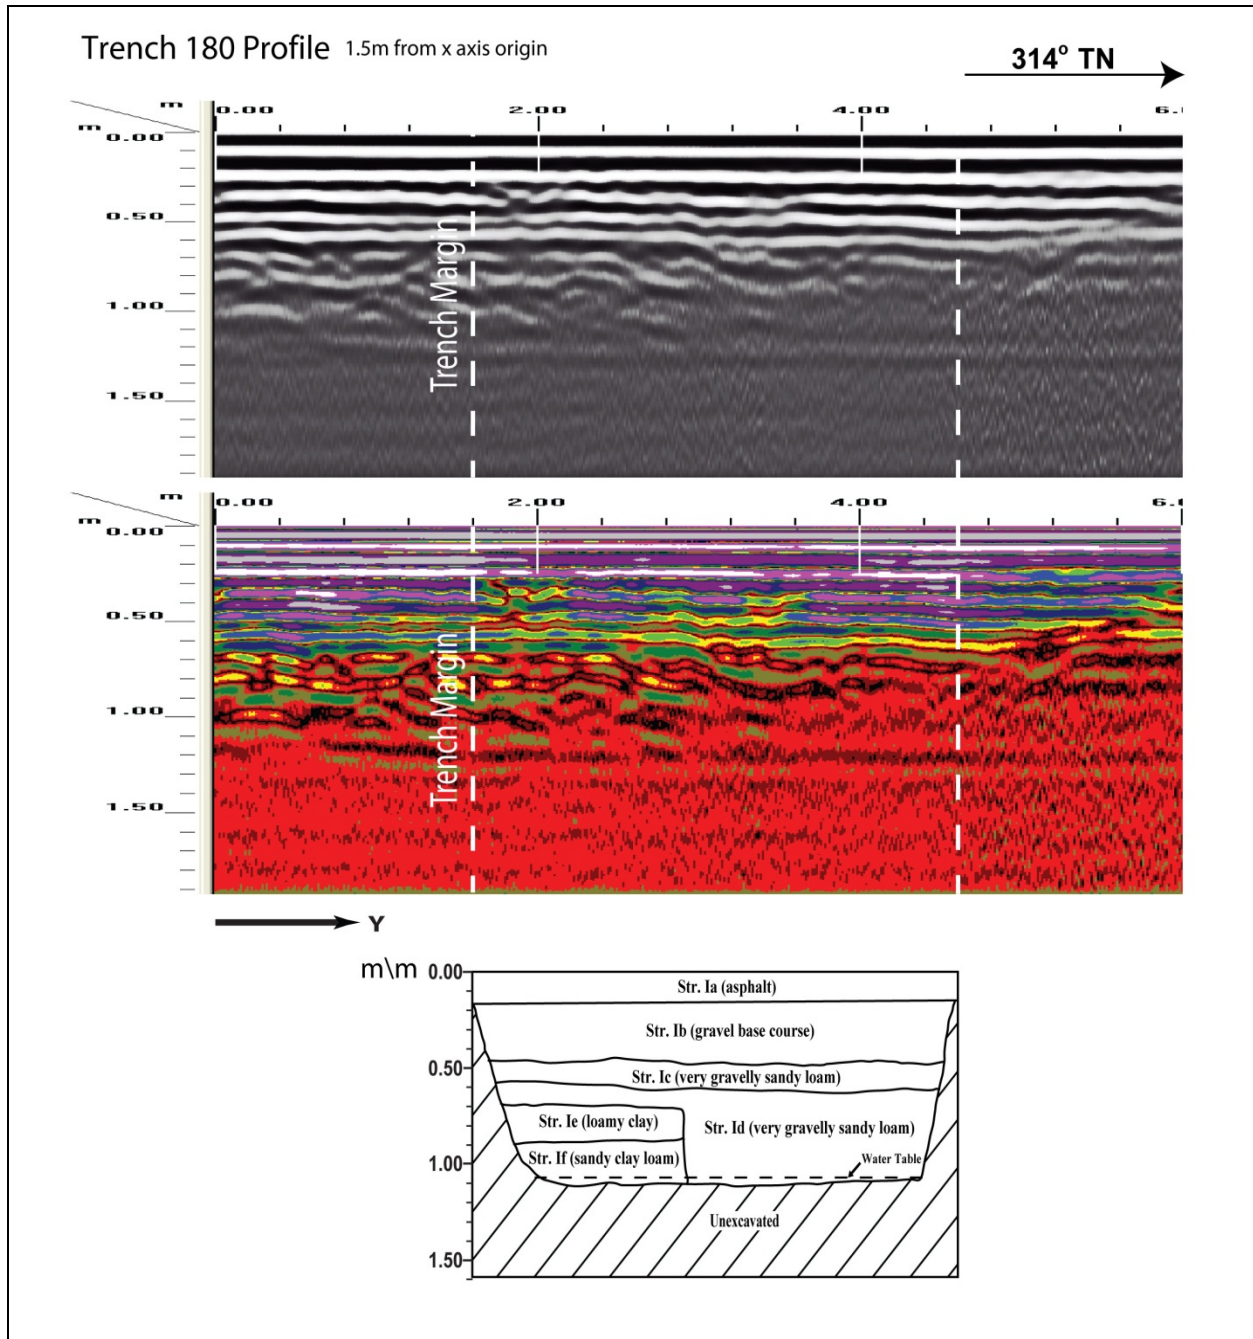 Trench 180 Profile 1.5m from x axis origin
314° TN
m 0.00 2.00 4.00 6.0
m
0.00
0.50
1.00
1.50
Trench Margin
m 0.00 2.00 4.00 6.0
m
0.00
0.50
1.00
1.50
Trench Margin
Y
m\m
0.00
0.50
1.00
1.50
Str. Ia (asphalt)
Str. Ib (gravel base course)
Str. Ic (very gravelly sandy loam)
Str. Ie (loamy clay)
Str. Id (very gravelly sandy loam)
Str. If (sandy clay loam)
Water Table
Unexcavated